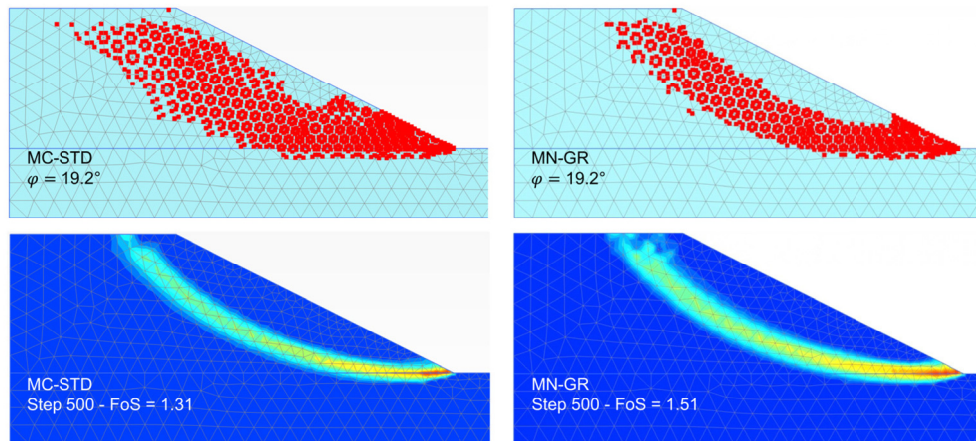 MC-STD
𝜑 = 19.2°
MN-GR
𝜑 = 19.2°
MC-STD
Step 500 - FoS = 1.31
MN-GR
Step 500 - FoS = 1.51